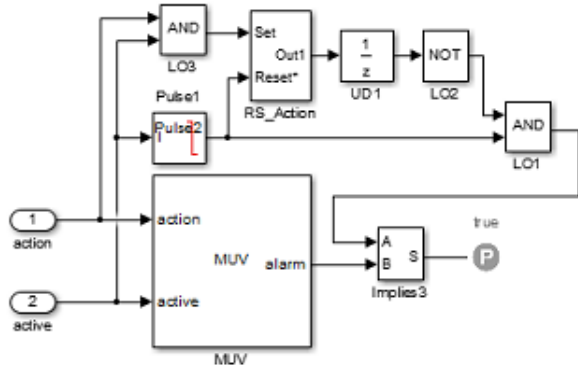 AND
LO3
Set
Out1
Reset*
RS_Action
1
z
UD1
NOT
LO2
AND
LO1
Pulse1
Pulse2
1
action
2
active
action
MUV
alarm
active
MUV
A
B
S
Implies3
true
P